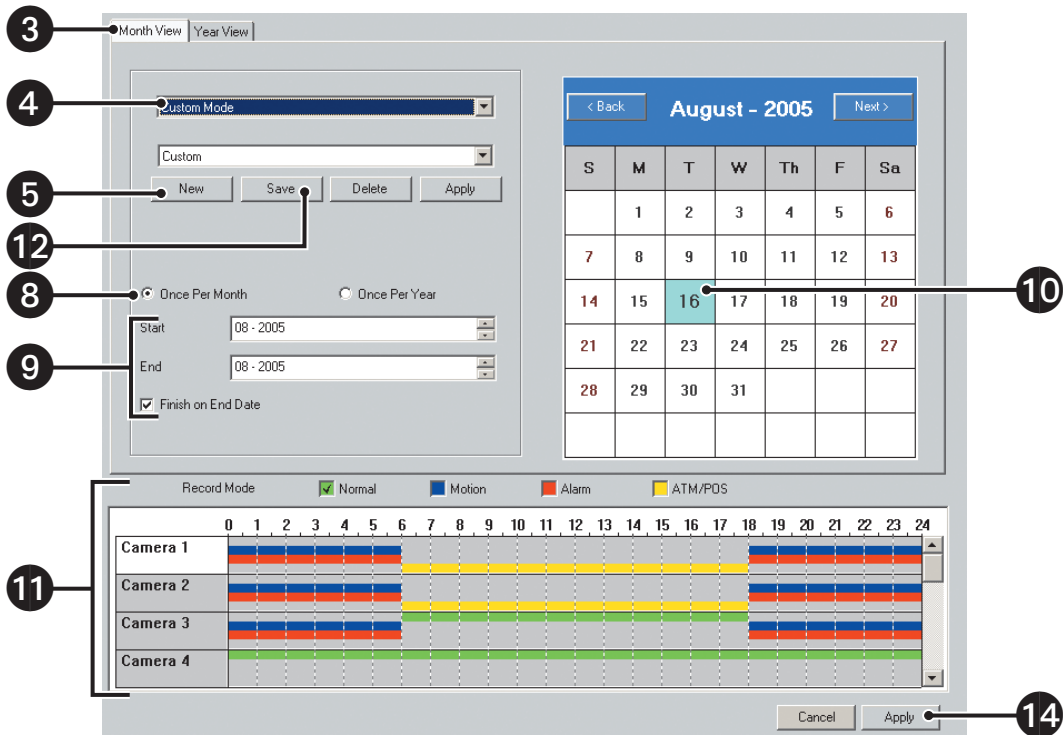 3
Month View Year View
4
Custom Mode
Custom
5
New Save Delete Apply
12
8
Once Per Month Once Per Year
9
Start 08 - 2005
End 08 - 2005
Finish on End Date
< Back August - 2005 Next >
S M T W Th F Sa
1 2 3 4 5 6
7 8 9 10 11 12 13
14 15 16 17 18 19 20
10
21 22 23 24 25 26 27
28 29 30 31
11
Record Mode Normal Motion Alarm ATM/POS
0 1 2 3 4 5 6 7 8 9 10 11 12 13 14 15 16 17 18 19 20 21 22 23 24
Camera 1
Camera 2
Camera 3
Camera 4
Cancel Apply
14